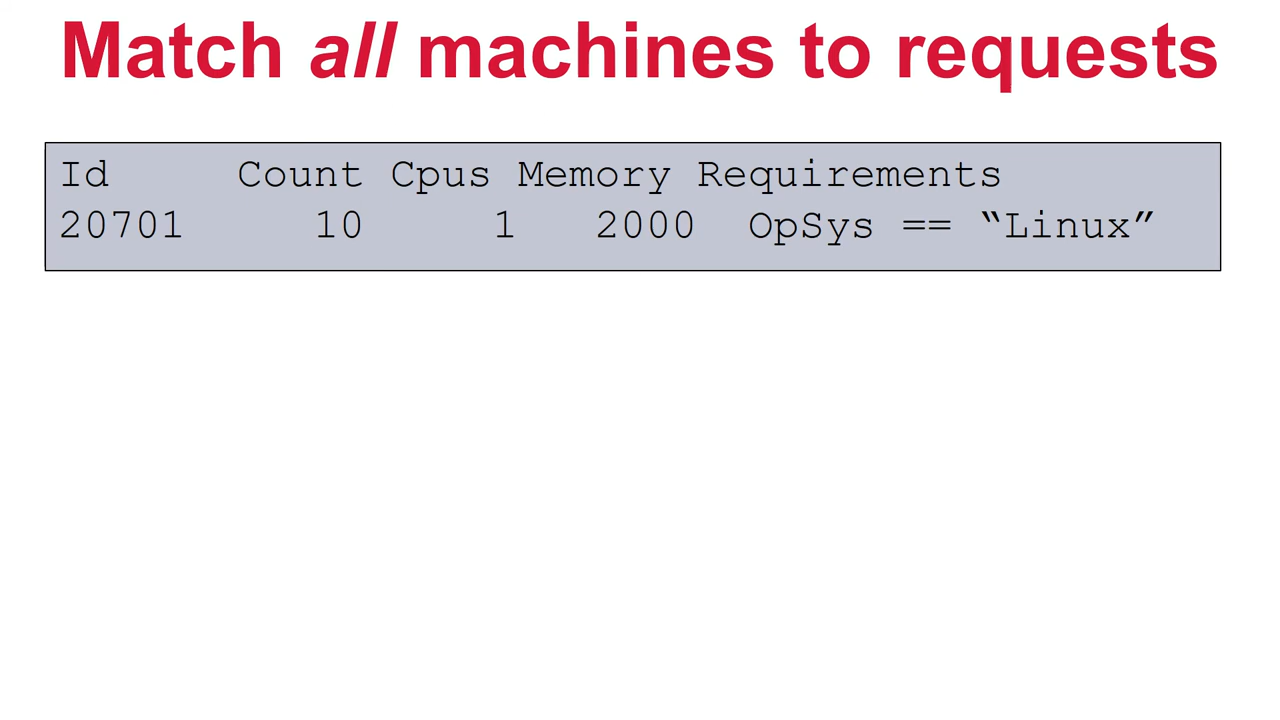 Match all machines to requests
Id Count Cpus Memory Requirements
20701 10 1 2000 OpSys == “Linux”